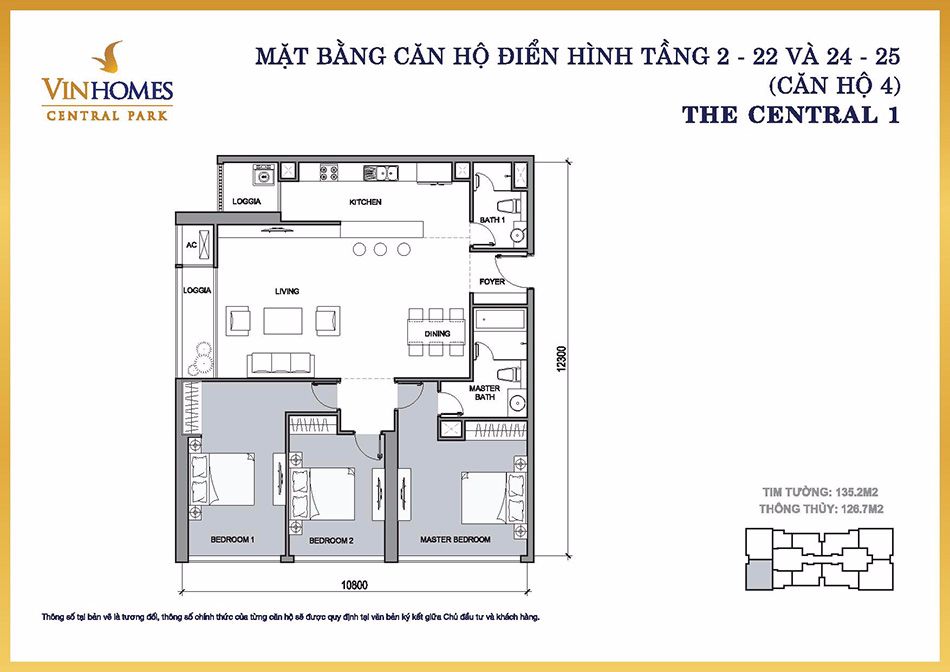 VINHOMES
CENTRAL PARK
MẶT BẰNG CĂN HỘ ĐIỂN HÌNH TẦNG 2 - 22 VÀ 24 - 25
(CĂN HỘ 4)
THE CENTRAL 1
LOGGIA
KITCHEN
BATH 1
AC
FOYER
LOGGIA
LIVING
DINING
12300
MASTER
BATH
BEDROOM 1
BEDROOM 2
MASTER BEDROOM
TIM TƯỜNG: 135.2M2
THÔNG THỦY: 126.7M2
10800
Thông số tại bản vẽ là tương đối, thông số chính thức của từng căn hộ sẽ được quy định tại văn bản ký kết giữa Chủ đầu tư và khách hàng.